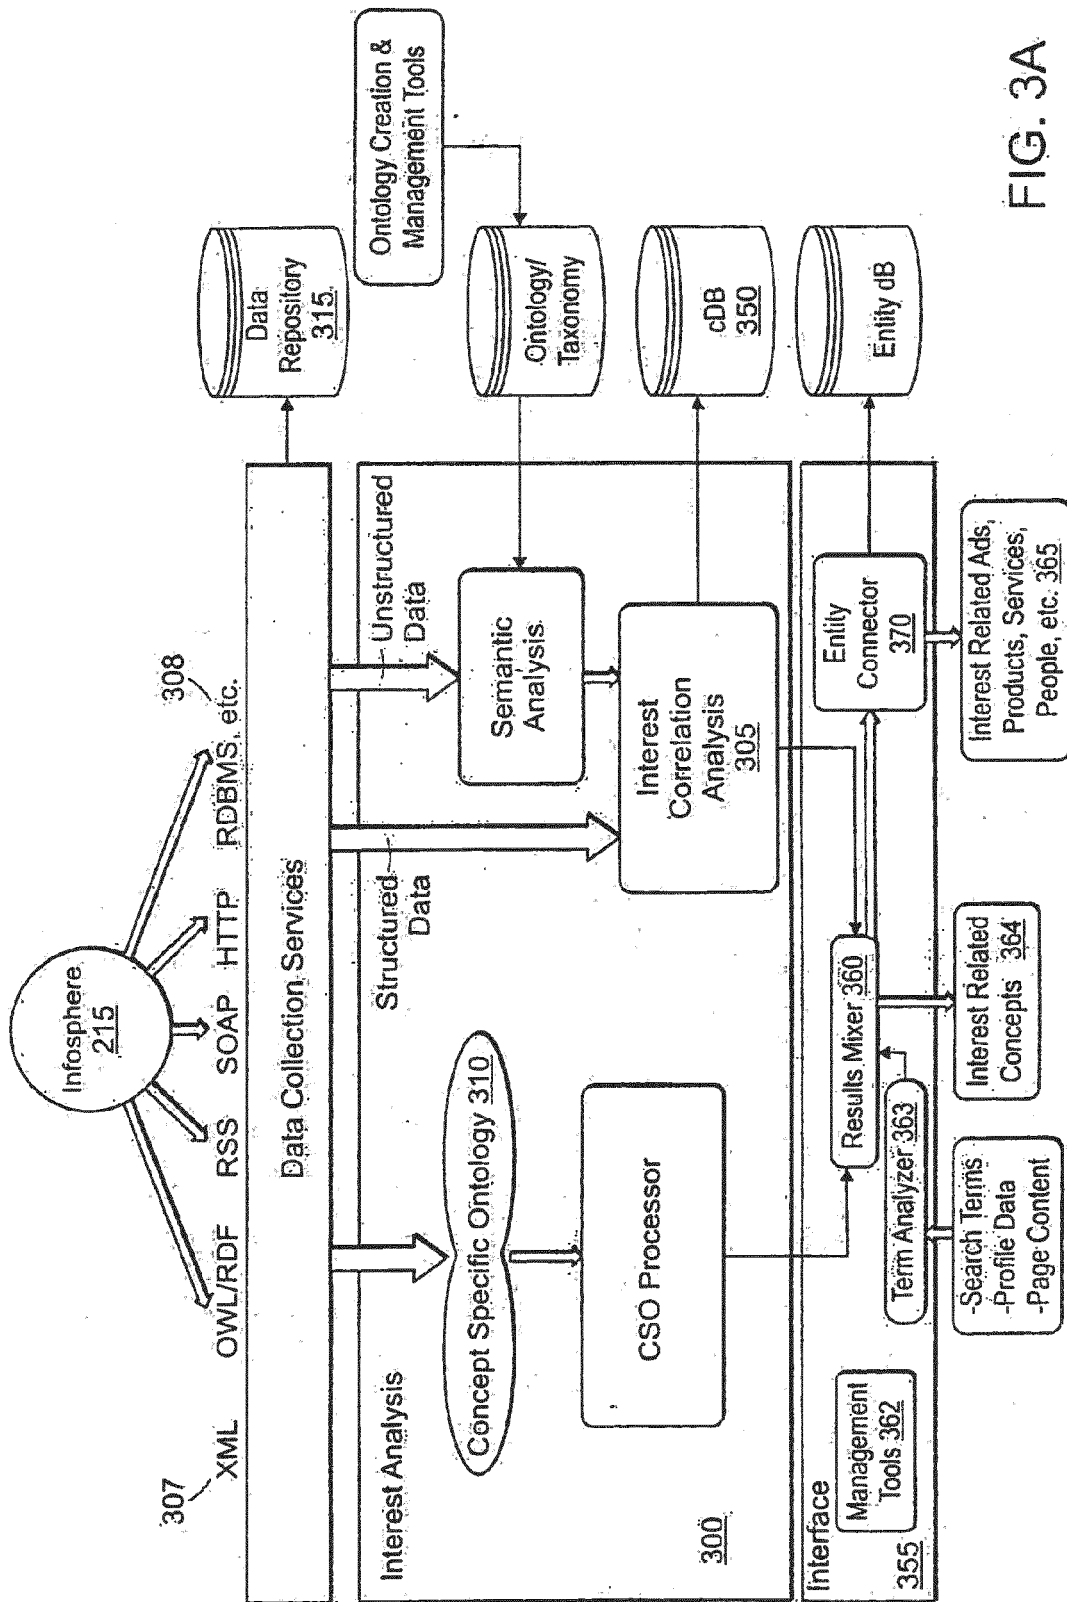 Infosphere
215
307
308
XML
OWL/RDF
RSS
SOAP
HTTP
RDBMS, etc.
Data Collection Services
Data
Repository
315
Ontology Creation &
Management Tools
Interest Analysis
Structured
Data
Unstructured
Data
Concept Specific Ontology 310
Semantic
Analysis
Ontology/
Taxonomy
CSO Processor
Interest
Correlation
Analysis
305
cDB
350
300
Interface
Management
Tools 362
355
Results Mixer 360
Term Analyzer 363
Entity
Connector
370
Entity dB
-Search Terms
-Profile Data
-Page Content
Interest Related
Concepts 364
Interest Related Ads,
Products, Services,
People, etc. 365
FIG. 3A